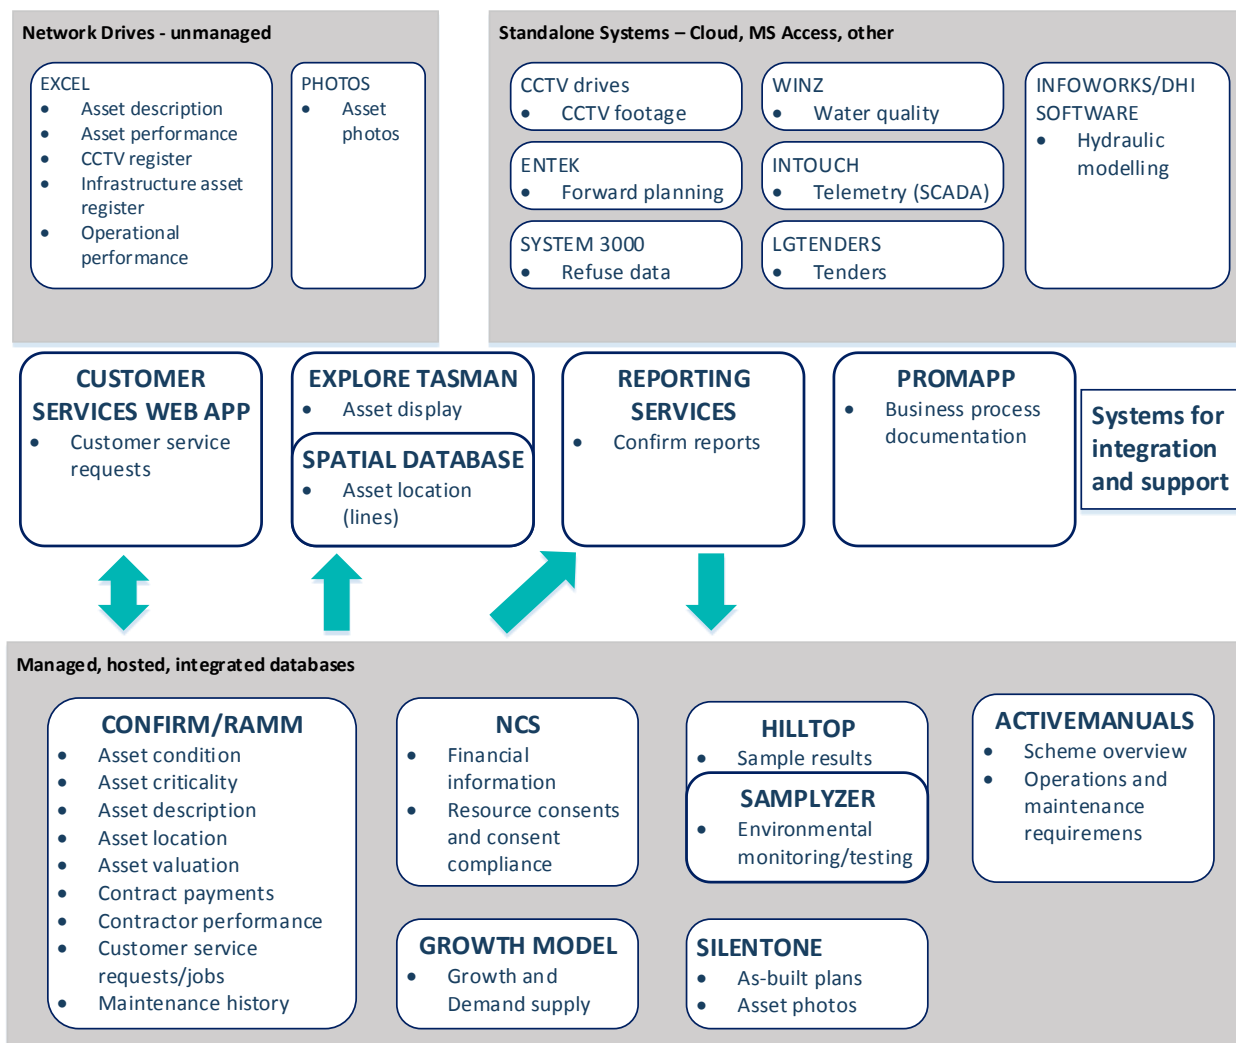 Network Drives - unmanaged
EXCEL
• Asset description
• Asset performance
• CCTV register
• Infrastructure asset
register
• Operational
performance
PHOTOS
• Asset
photos
Standalone Systems – Cloud, MS Access, other
CCTV drives
• CCTV footage
WINZ
• Water quality
INFOWORKS/DHI
SOFTWARE
• Hydraulic
modelling
ENTEK
• Forward planning
INTOUCH
• Telemetry (SCADA)
SYSTEM 3000
• Refuse data
LGTENDERS
• Tenders
CUSTOMER
SERVICES WEB APP
• Customer service
requests
EXPLORE TASMAN
• Asset display
SPATIAL DATABASE
• Asset location
(lines)
REPORTING
SERVICES
• Confirm reports
PROMAPP
• Business process
documentation
Systems for
integration
and support
Managed, hosted, integrated databases
CONFIRM/RAMM
• Asset condition
• Asset criticality
• Asset description
• Asset location
• Asset valuation
• Contract payments
• Contractor performance
• Customer service
requests/jobs
• Maintenance history
NCS
• Financial
information
• Resource consents
and consent
compliance
HILLTOP
• Sample results
SAMPLYZER
• Environmental
monitoring/testing
ACTIVEMANUALS
• Scheme overview
• Operations and
maintenance
requiremens
GROWTH MODEL
• Growth and
Demand supply
SILENTONE
• As-built plans
• Asset photos